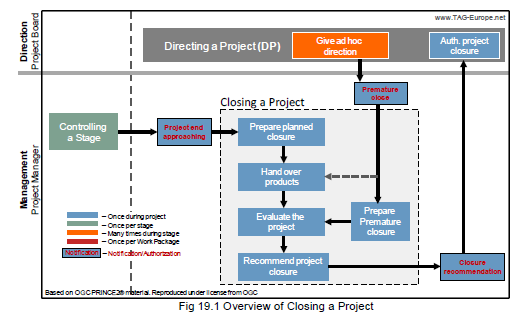 www.TAG-Europe.net
Direction
Project Board
Directing a Project (DP)
Give ad hoc
direction
Auth. project
closure
Premature
close
Closing a Project
Controlling
a Stage
Project end
approaching
Prepare planned
closure
Hand over
products
Evaluate the
project
Prepare
Premature
closure
Recommend project
closure
Closure
recommendation
Management
Project Manager
– Once during project
– Once per stage
– Many times during stage
– Once per Work Package
Notification – Notification/Authorization)
Based on OGC PRINCE2® material. Reproduced under license from OGC
Fig 19.1 Overview of Closing a Project